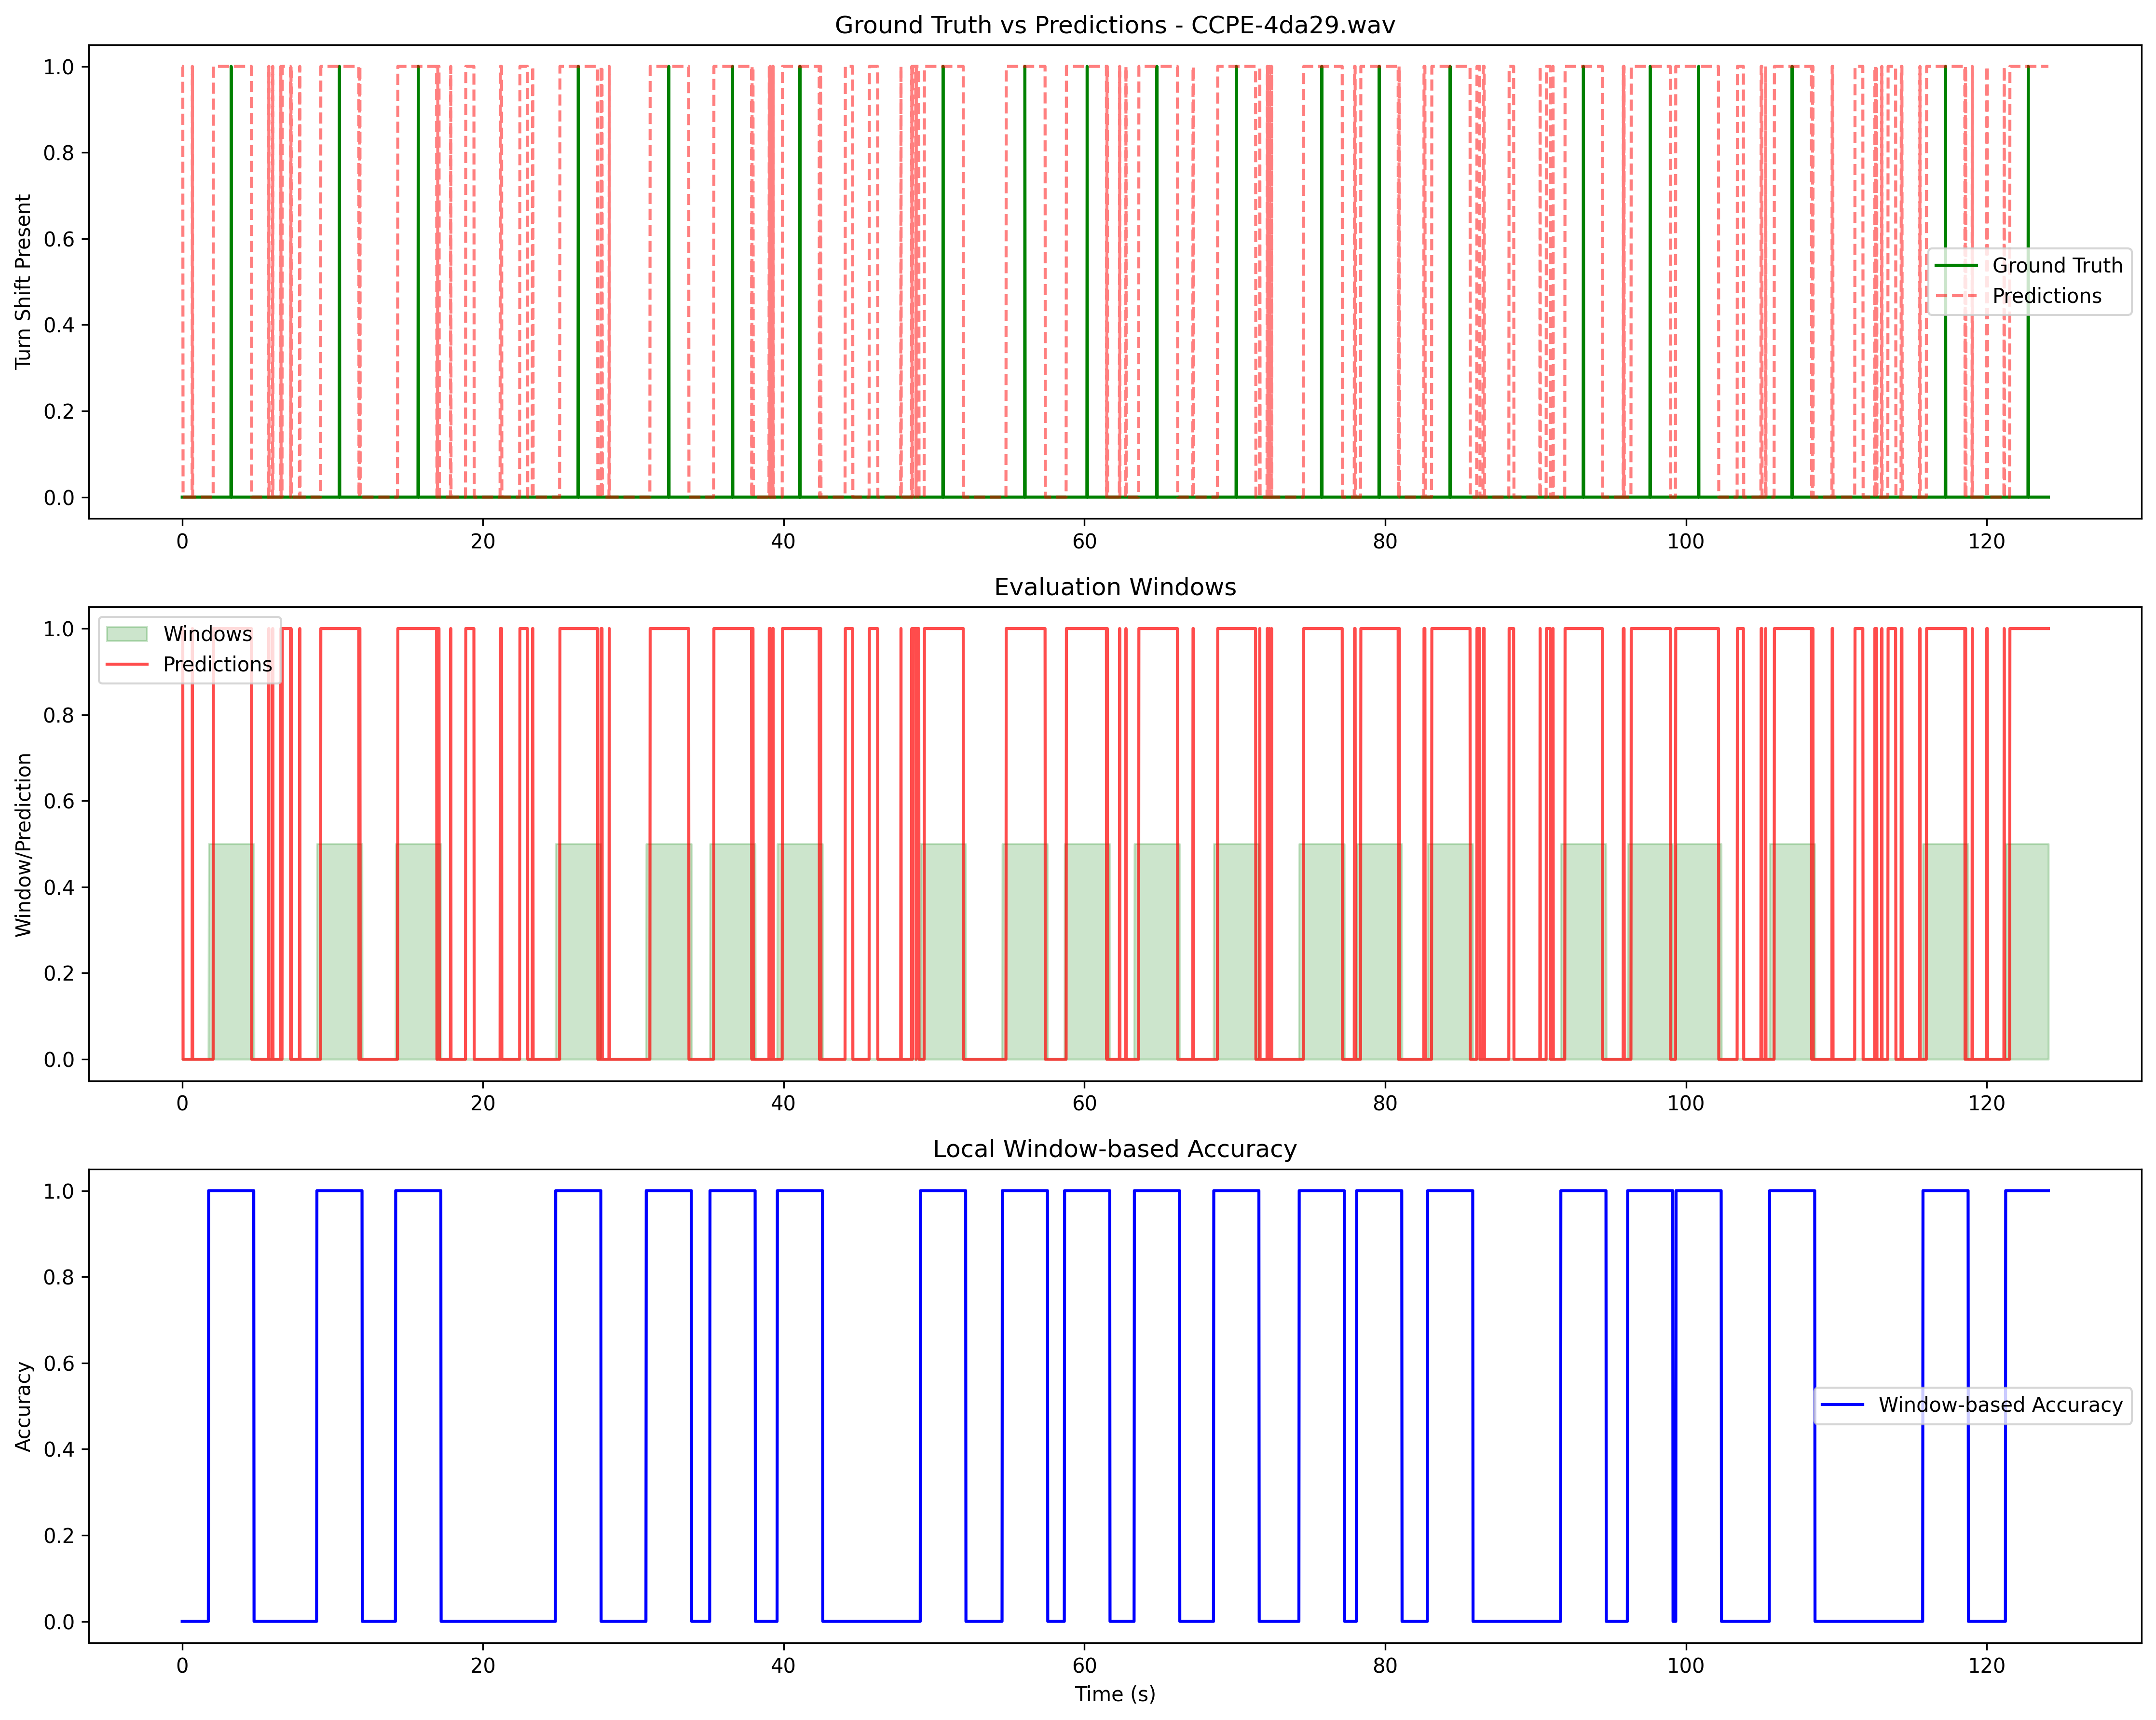 Ground Truth vs Predictions - CCPE-4da29.wav
1.0
0.8
0.6
0.4
0.2
0.0
Turn Shift Present
Ground Truth
Predictions
0 20 40 60 80 100 120
Evaluation Windows
1.0
0.8
0.6
0.4
0.2
0.0
Window/Prediction
Windows
Predictions
0 20 40 60 80 100 120
Local Window-based Accuracy
1.0
0.8
0.6
0.4
0.2
0.0
Accuracy
Window-based Accuracy
0 20 40 60 80 100 120
Time (s)